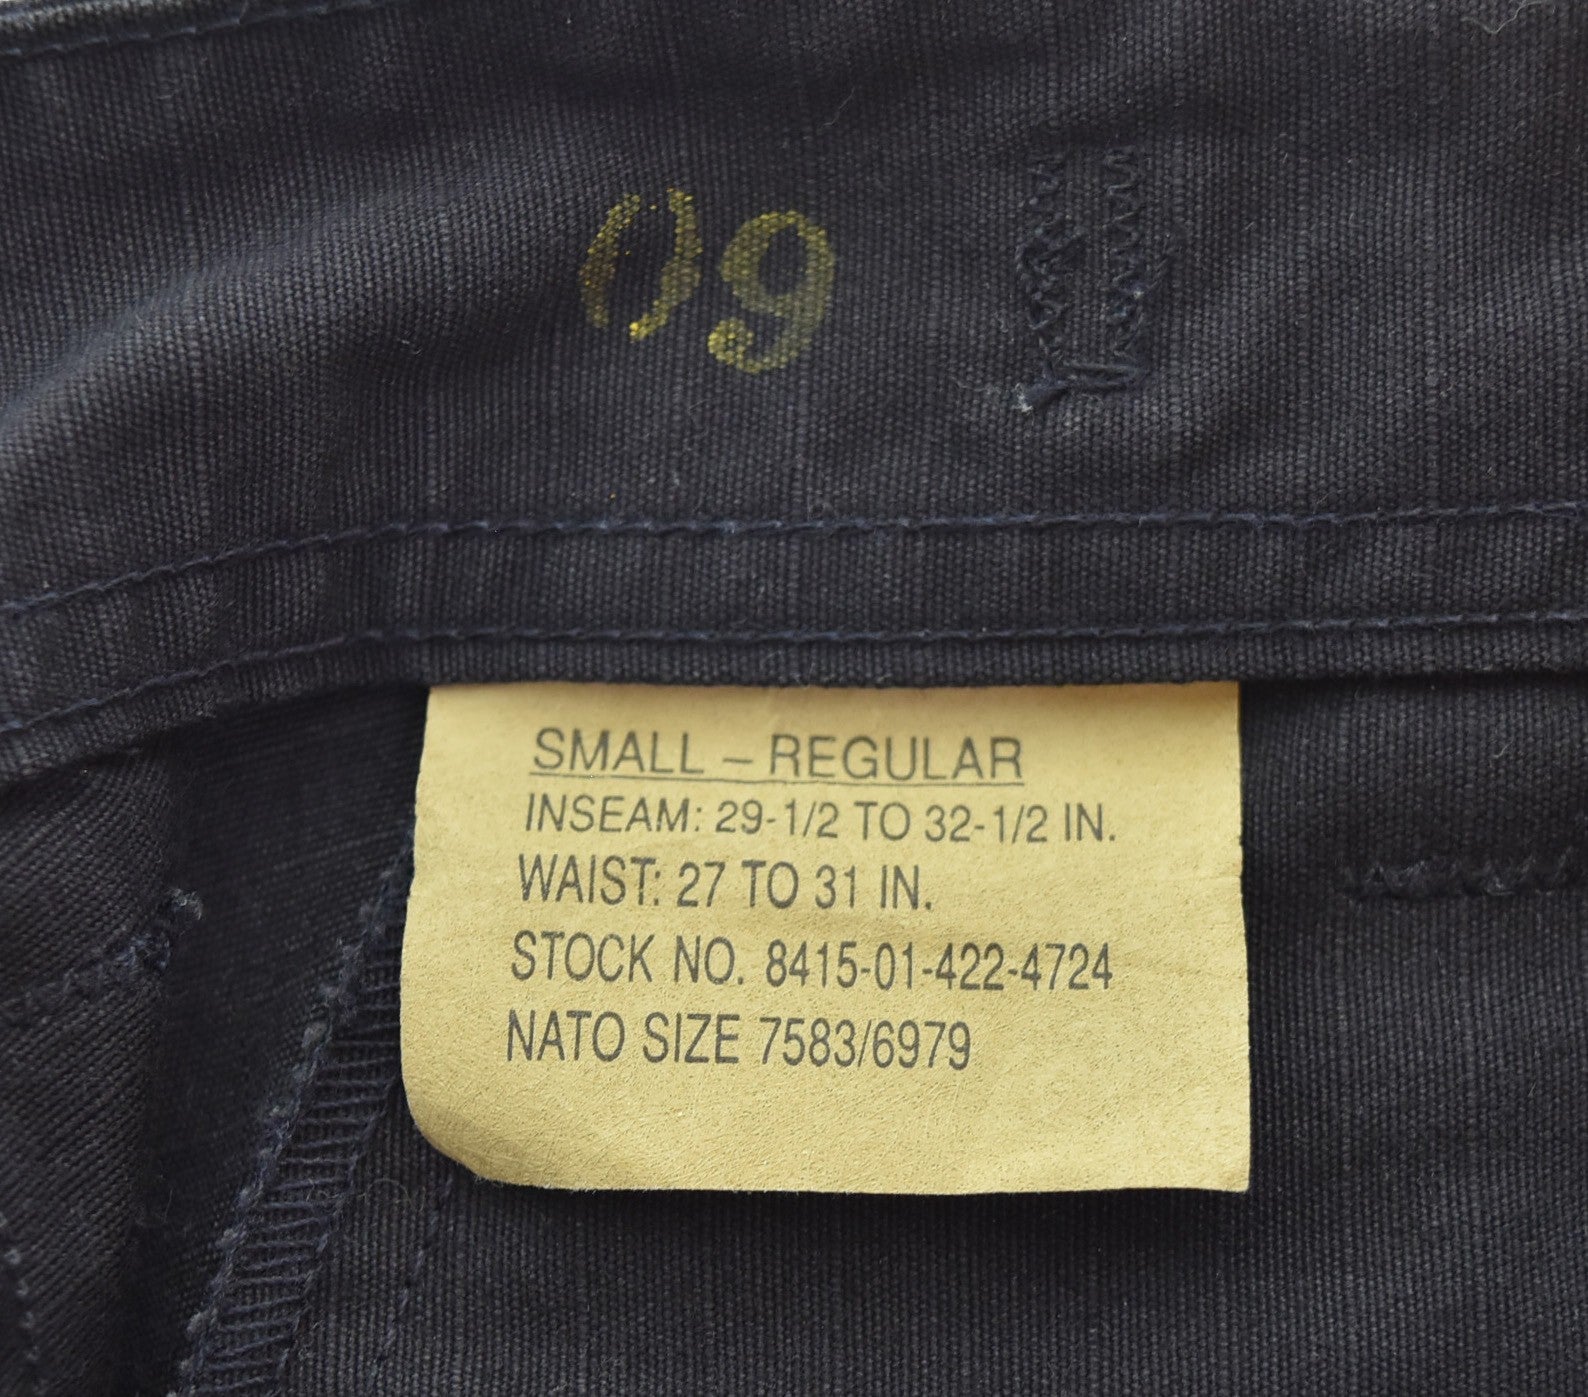 09
SMALL – REGULAR
INSEAM: 29-1/2 TO 32-1/2 IN.
WAIST: 27 TO 31 IN.
STOCK NO. 8415-01-422-4724
NATO SIZE 7583/6979